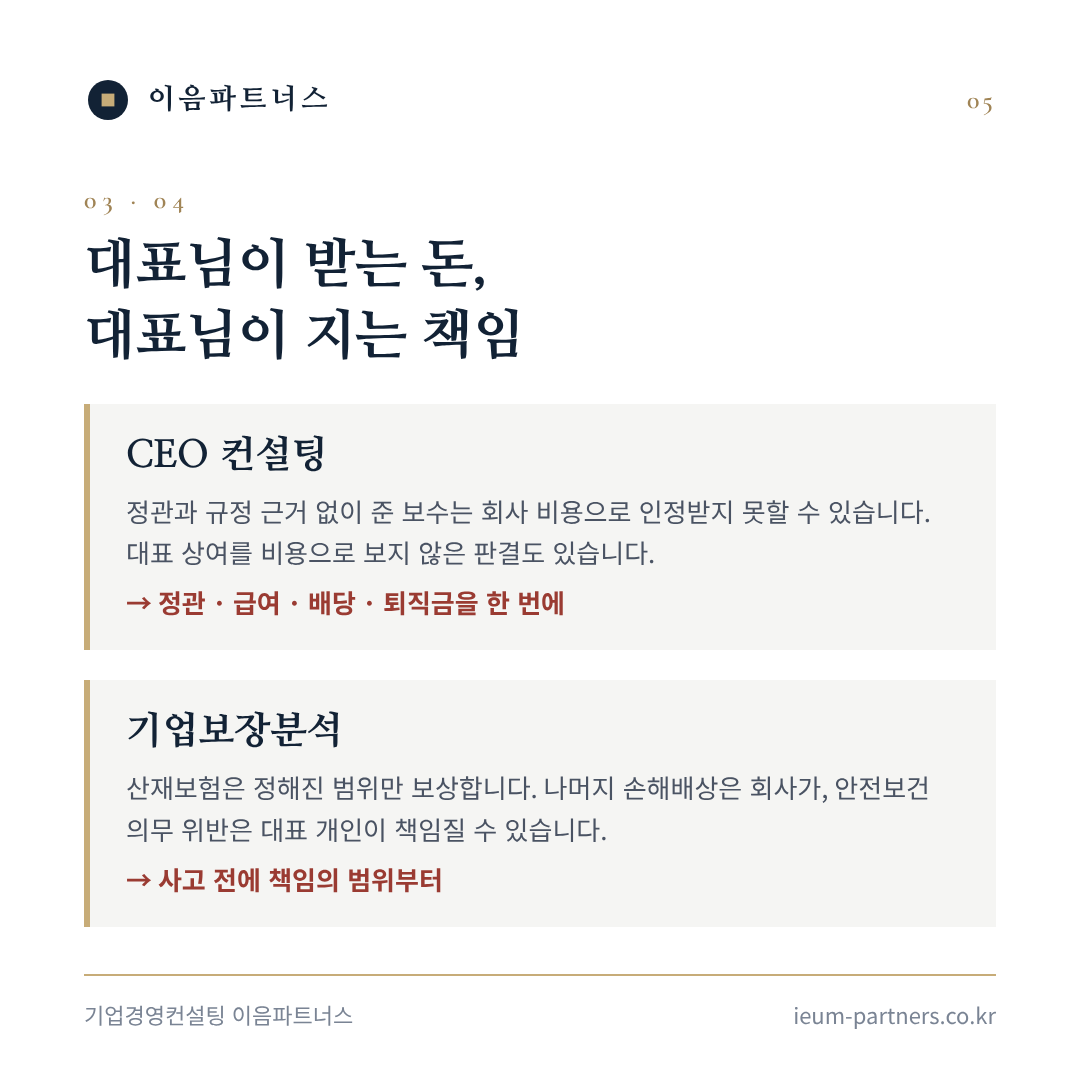 이음파트너스
05
03 · 04
대표님이 받는 돈,
대표님이 지는 책임
CEO 컨설팅
정관과 규정 근거 없이 준 보수는 회사 비용으로 인정받지 못할 수 있습니다.
대표 상여를 비용으로 보지 않은 판결도 있습니다.
→ 정관 · 급여 · 배당 · 퇴직금을 한 번에
기업보장분석
산재보험은 정해진 범위만 보상합니다. 나머지 손해배상은 회사가, 안전보건
의무 위반은 대표 개인이 책임질 수 있습니다.
→ 사고 전에 책임의 범위부터
기업경영컨설팅 이음파트너스
ieum-partners.co.kr